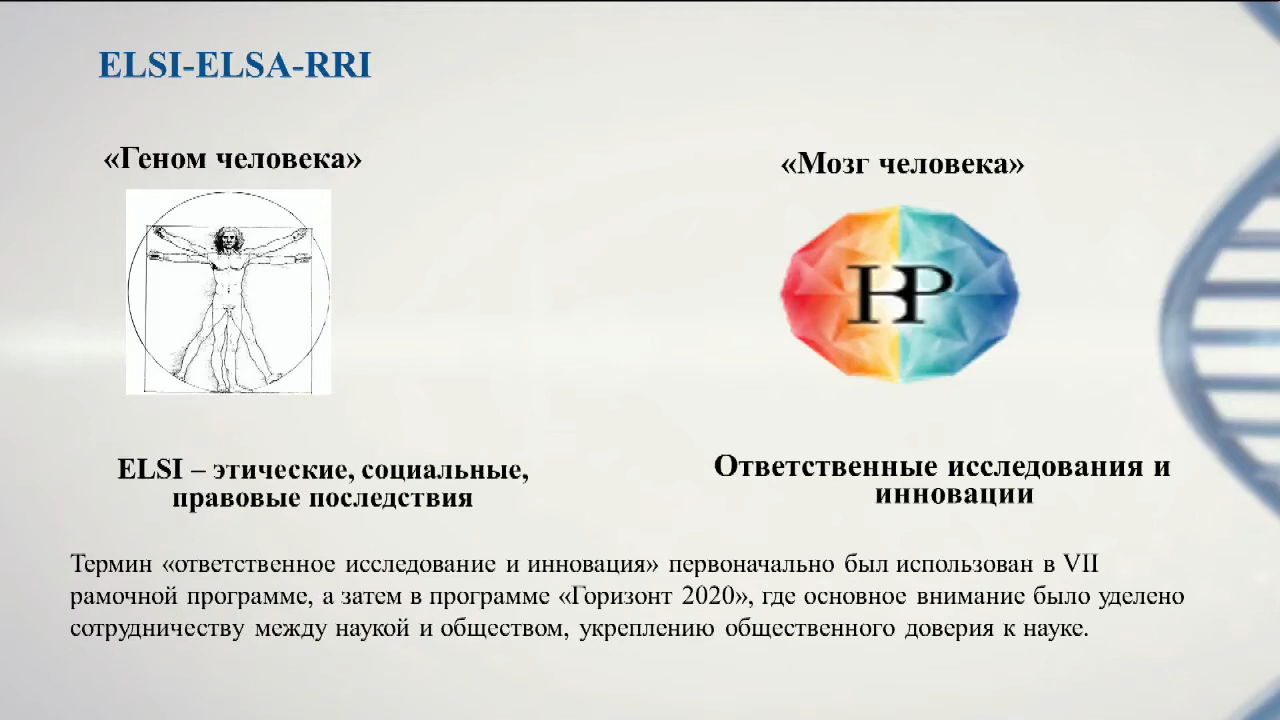 ELSI-ELSA-RRI
«Геном человека»
«Мозг человека»
HBP
ELSI – этические, социальные,
правовые последствия
Ответственные исследования и
инновации
Термин «ответственное исследование и инновация» первоначально был использован в VII
рамочной программе, а затем в программе «Горизонт 2020», где основное внимание было уделено
сотрудничеству между наукой и обществом, укреплению общественного доверия к науке.